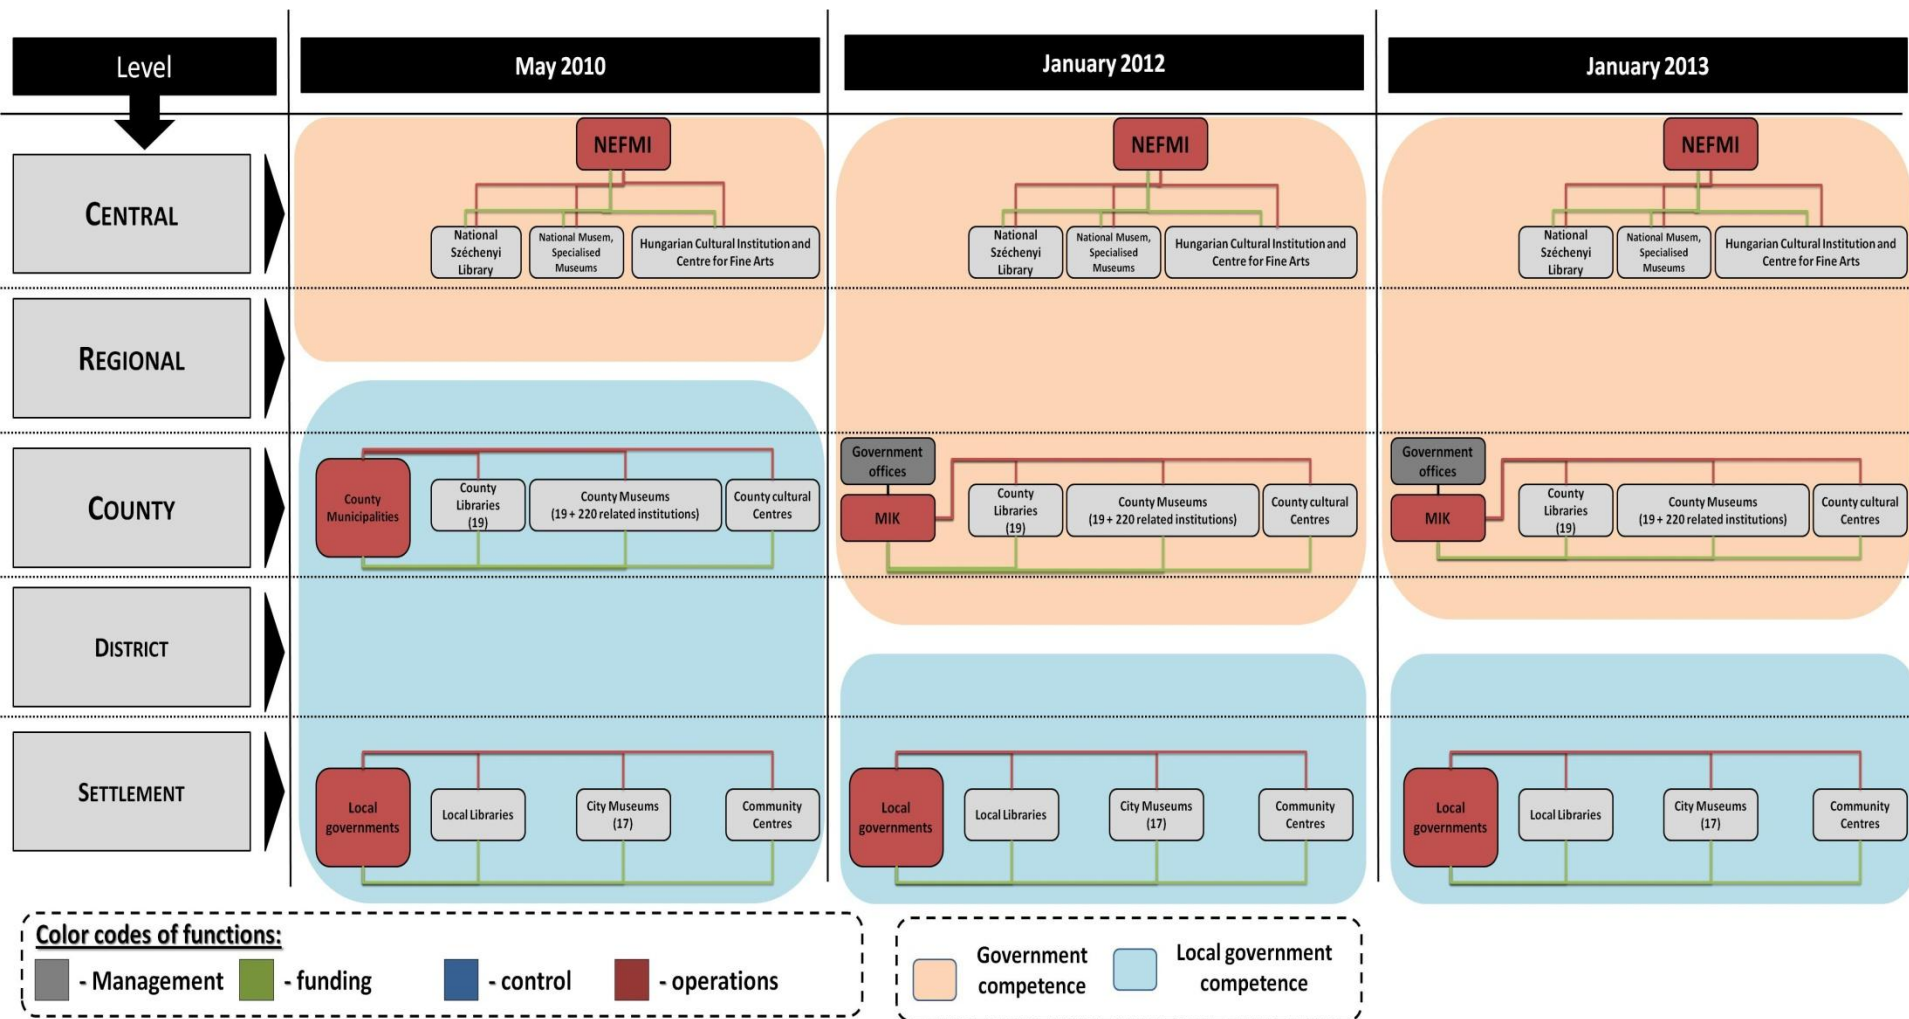 Level
May 2010
January 2012
January 2013
CENTRAL
NEFMI
National
Széchenyi
Library
National Musem,
Specialised
Museums
Hungarian Cultural Institution and
Centre for Fine Arts
NEFMI
National
Széchenyi
Library
National Musem,
Specialised
Museums
Hungarian Cultural Institution and
Centre for Fine Arts
NEFMI
National
Széchenyi
Library
National Musem,
Specialised
Museums
Hungarian Cultural Institution and
Centre for Fine Arts
REGIONAL
COUNTY
County
Municipalities
County
Libraries
(19)
County Museums
(19 + 220 related institutions)
County cultural
Centres
Government
offices
MIK
County
Libraries
(19)
County Museums
(19 + 220 related institutions)
County cultural
Centres
Government
offices
MIK
County
Libraries
(19)
County Museums
(19 + 220 related institutions)
County cultural
Centres
DISTRICT
SETTLEMENT
Local
governments
Local Libraries
City Museums
(17)
Community
Centres
Local
governments
Local Libraries
City Museums
(17)
Community
Centres
Local
governments
Local Libraries
City Museums
(17)
Community
Centres
Color codes of functions:
- Management
- funding
- control
- operations
Government
competence
Local government
competence